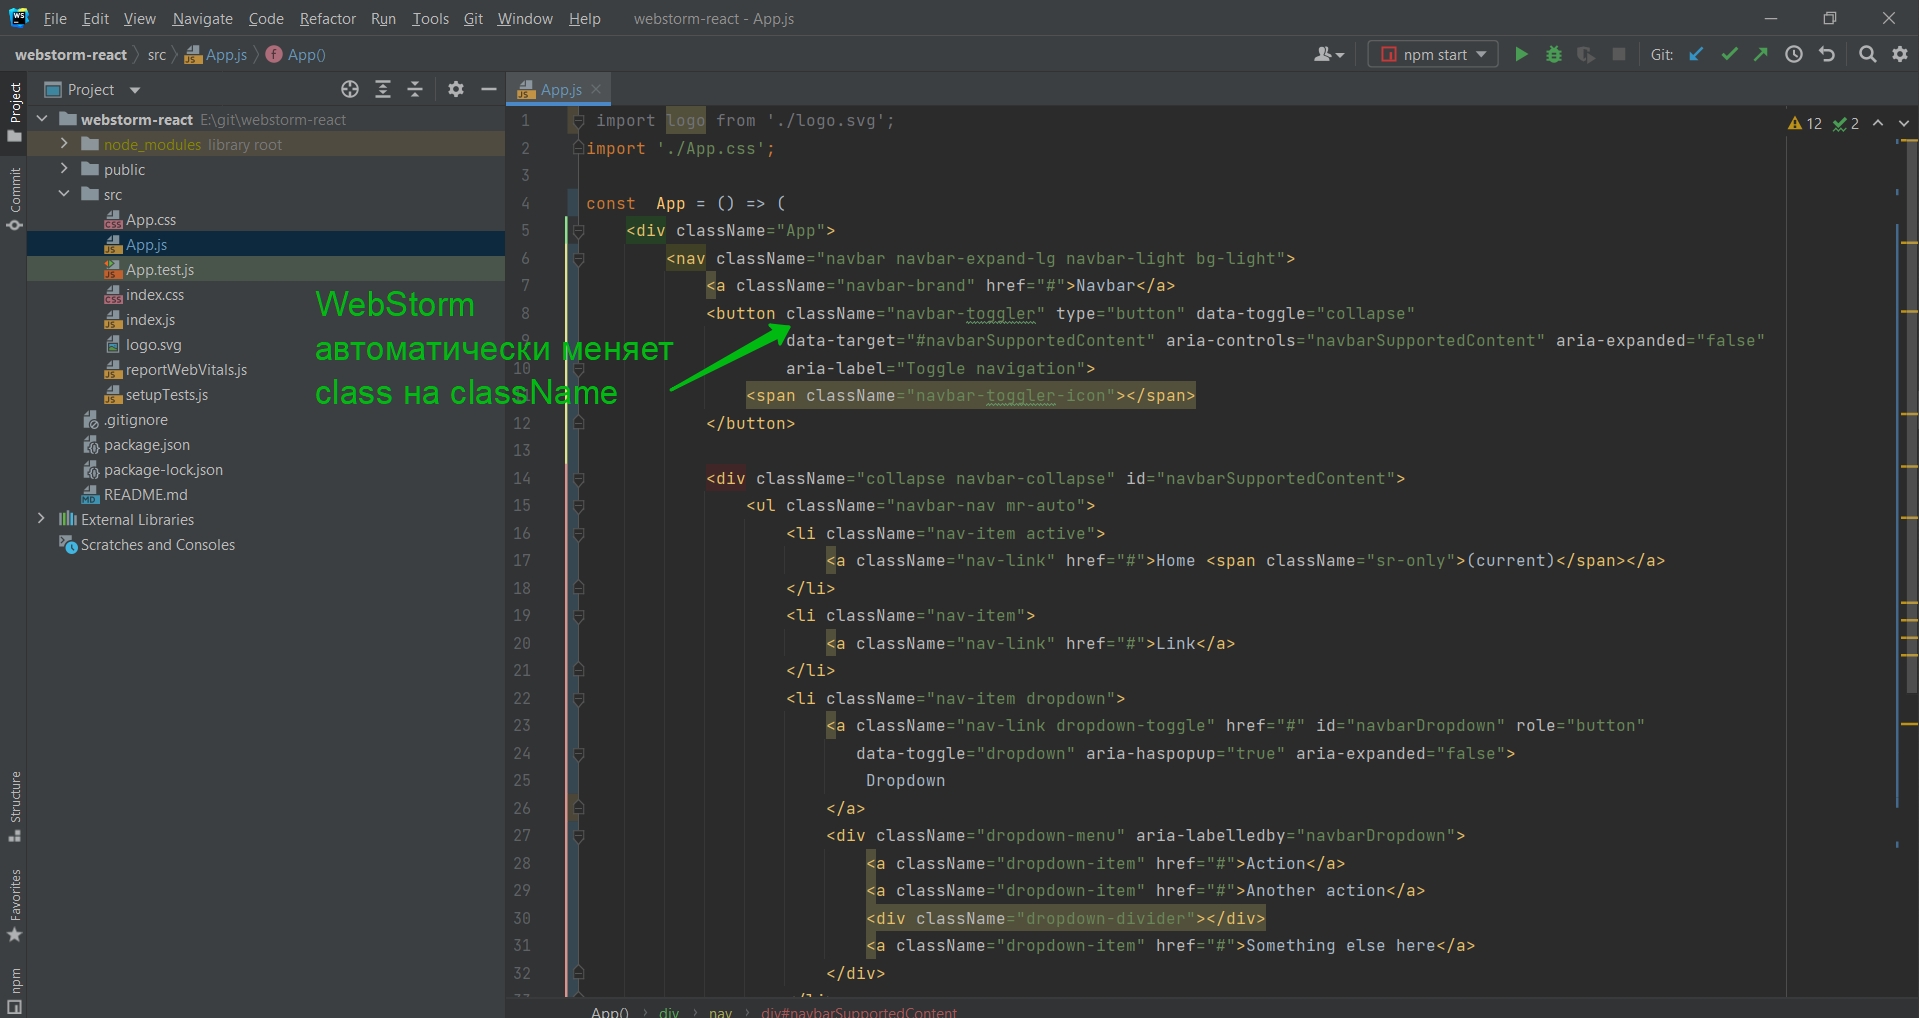 File Edit View Navigate Code Refactor Run Tools Git Window Help webstorm-react - App.js
webstorm-react src App.js App() npm start Git:
Project
App.js
webstorm-react E:\git\webstorm-react
node_modules library root
public
src
App.css
App.js
App.test.js
index.css
index.js
logo.svg
reportWebVitals.js
setupTests.js
.gitignore
package.json
package-lock.json
README.md
External Libraries
Scratches and Consoles
Project
Commit
Structure
Favorites
npm
WebStorm
автоматически меняет
class на className
12 2
1 import logo from './logo.svg';
2 import './App.css';
3
4 const App = () => (
5 <div className="App">
6 <nav className="navbar navbar-expand-lg navbar-light bg-light">
7 <a className="navbar-brand" href="#">Navbar</a>
8 <button className="navbar-toggler" type="button" data-toggle="collapse"
data-target="#navbarSupportedContent" aria-controls="navbarSupportedContent" aria-expanded="false"
10 aria-label="Toggle navigation">
<span className="navbar-toggler-icon"></span>
12 </button>
13
14 <div className="collapse navbar-collapse" id="navbarSupportedContent">
15 <ul className="navbar-nav mr-auto">
16 <li className="nav-item active">
17 <a className="nav-link" href="#">Home <span className="sr-only">(current)</span></a>
18 </li>
19 <li className="nav-item">
20 <a className="nav-link" href="#">Link</a>
21 </li>
22 <li className="nav-item dropdown">
23 <a className="nav-link dropdown-toggle" href="#" id="navbarDropdown" role="button"
24 data-toggle="dropdown" aria-haspopup="true" aria-expanded="false">
25 Dropdown
26 </a>
27 <div className="dropdown-menu" aria-labelledby="navbarDropdown">
28 <a className="dropdown-item" href="#">Action</a>
29 <a className="dropdown-item" href="#">Another action</a>
30 <div className="dropdown-divider"></div>
31 <a className="dropdown-item" href="#">Something else here</a>
32 </div>
App() div nav div#navbarSupportedContent